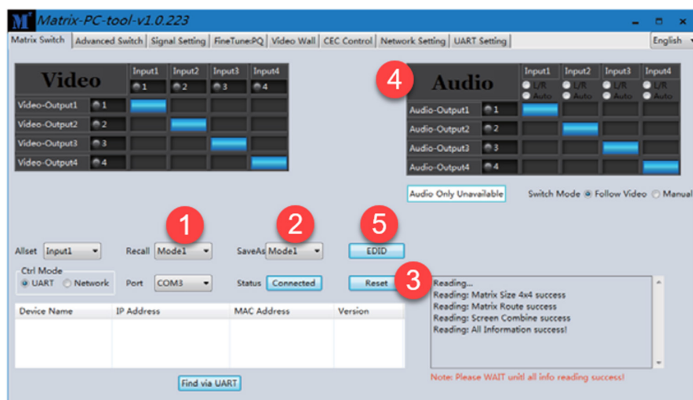 Matrix-PC-tool-v1.0.223
Matrix Switch Advanced Switch Signal Setting FineTune:PQ Video Wall CEC Control Network Setting UART Setting English
Video Input1 Input2 Input3 Input4
1 2 3 4
Video-Output1 1
Video-Output2 2
Video-Output3 3
Video-Output4 4
4
Audio Input1 Input2 Input3 Input4
L/R L/R L/R L/R
Auto Auto Auto Auto
Audio-Output1 1
Audio-Output2 2
Audio-Output3 3
Audio-Output4 4
Audio Only Unavailable Switch Mode Follow Video Manual
1 2 5
Allset Input1 Recall Mode1 SaveAs Mode1 EDID
Ctrl Mode
UART Network Port COM3 Status Connected Reset
3
Reading...
Reading: Matrix Size 4x4 success
Reading: Matrix Route success
Reading: Screen Combine success
Reading: All Information success!
Device Name IP Address MAC Address Version
Find via UART
Note: Please WAIT unitl all info reading success!